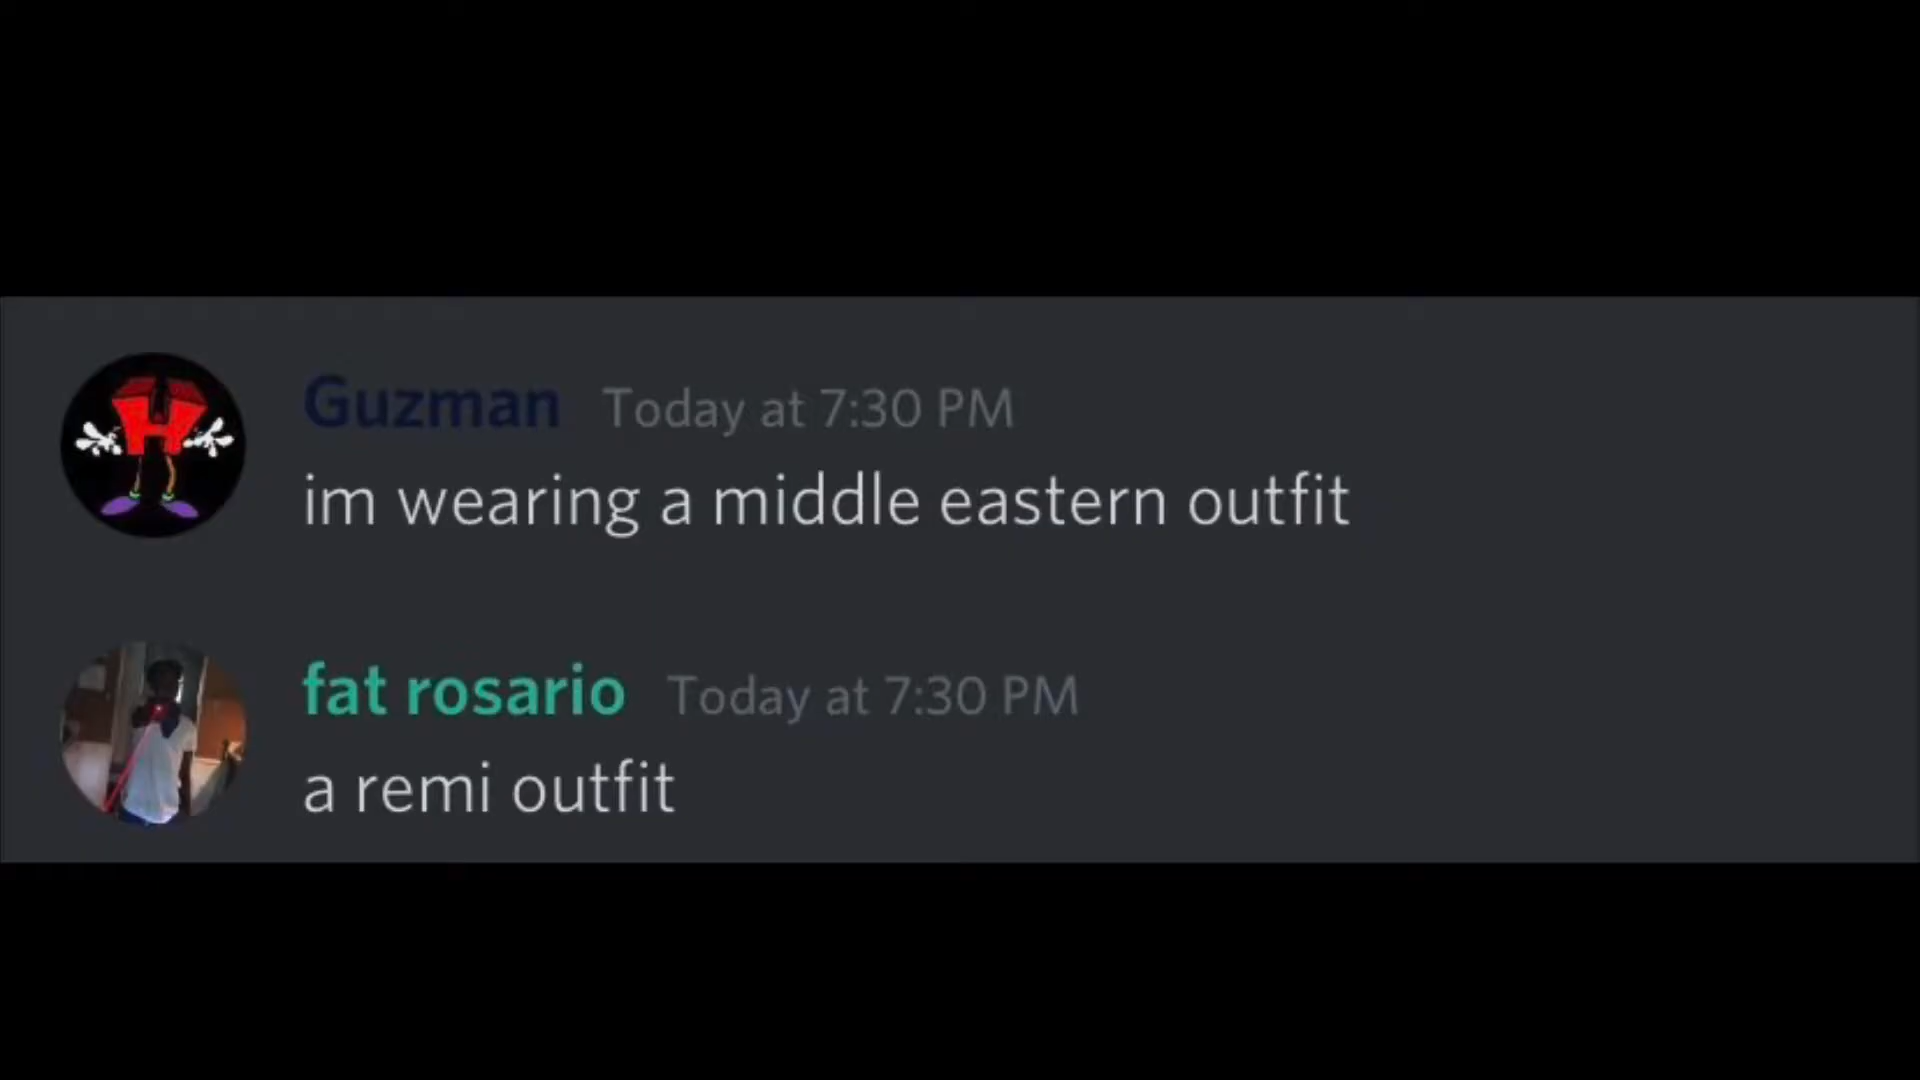 H
Guzman Today at 7:30 PM
im wearing a middle eastern outfit
fat rosario Today at 7:30 PM
a remi outfit